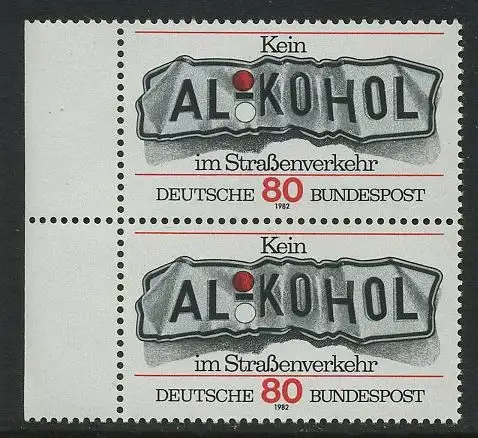 Kein
AL:KOHOL
im Straßenverkehr
DEUTSCHE 80 BUNDESPOST
1982
Kein
AL:KOHOL
im Straßenverkehr
DEUTSCHE 80 BUNDESPOST
1982